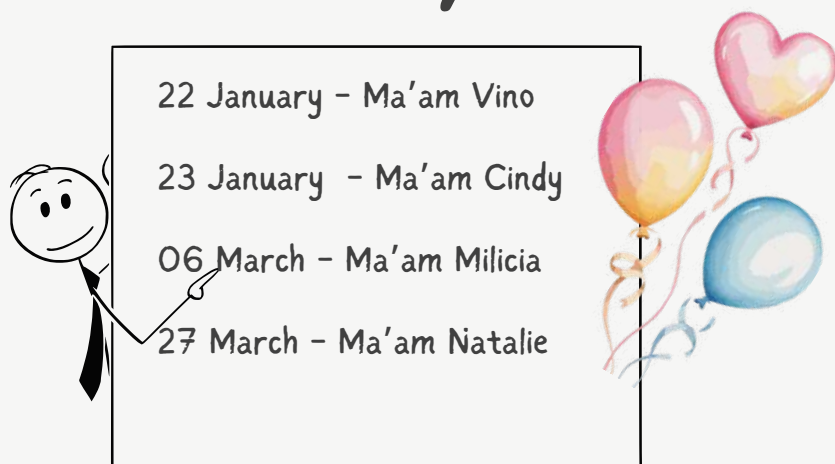 22 January - Ma'am Vino
23 January - Ma'am Cindy
06 March - Ma'am Milicia
27 March - Ma'am Natalie